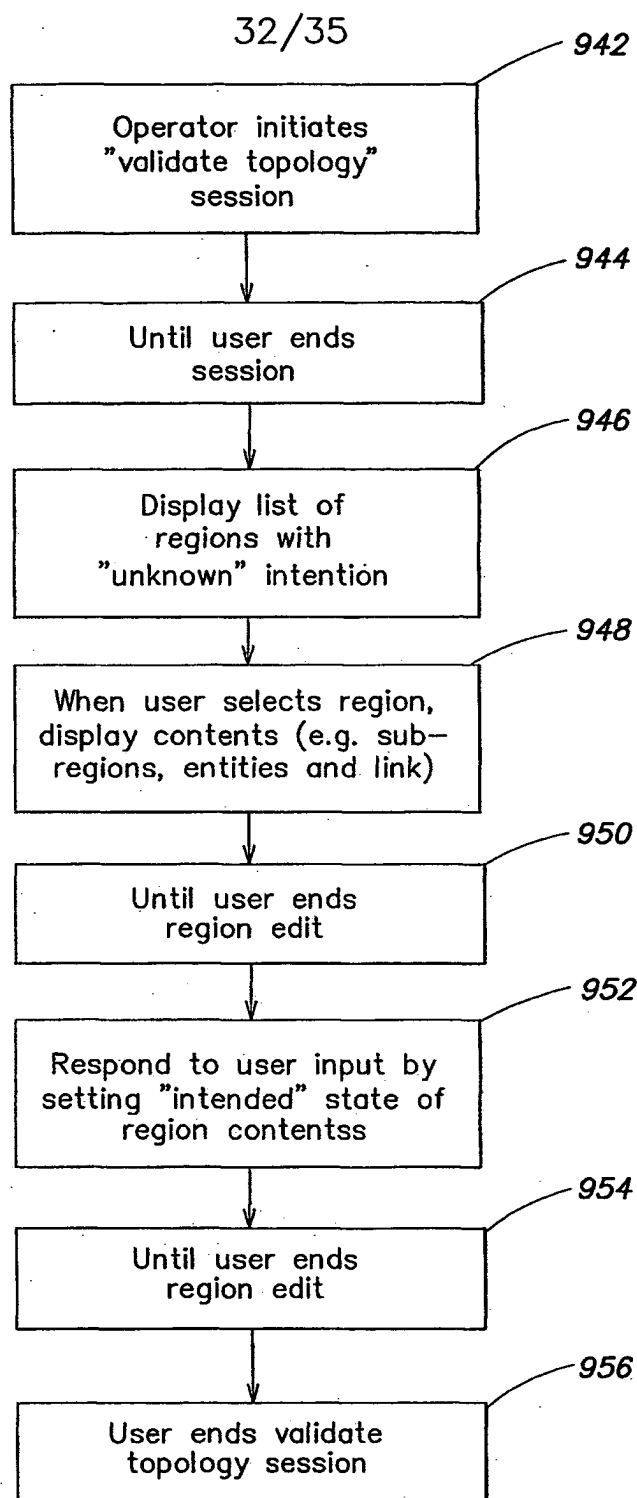 32/35
942
Operator initiates
"validate topology"
session
944
Until user ends
session
946
Display list of
regions with
"unknown" intention
948
When user selects region,
display contents (e.g. sub-
regions, entities and link)
950
Until user ends
region edit
952
Respond to user input by
setting "intended" state of
region contentss
954
Until user ends
region edit
956
User ends validate
topology session